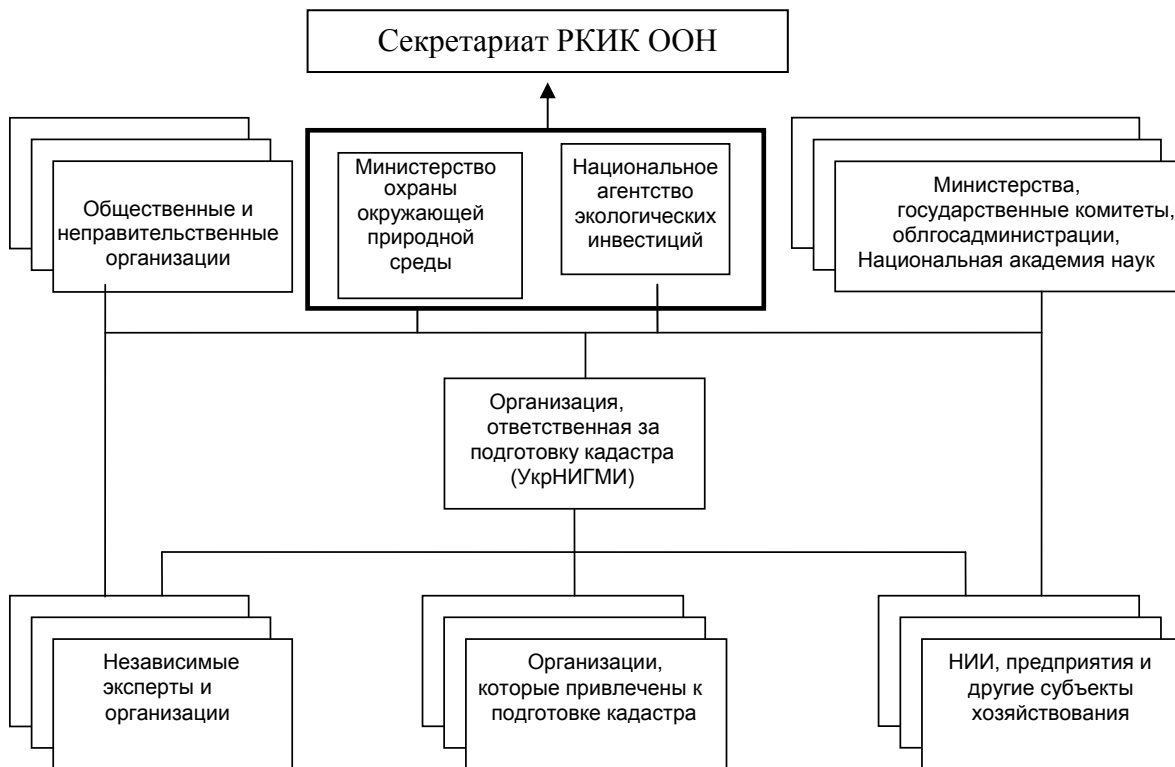 Секретариат РКИК ООН
Общественные и
неправительственные
организации
Министерство
охраны
окружающей
природной
среды
Национальное
агентство
экологических
инвестиций
Министерства,
государственные комитеты,
облгосадминистрации,
Национальная академия наук
Организация,
ответственная за
подготовку кадастра
(УкрНИГМИ)
Независимые
эксперты и
организации
Организации,
которые привлечены к
подготовке кадастра
НИИ, предприятия и
другие субъекты
хозяйствования